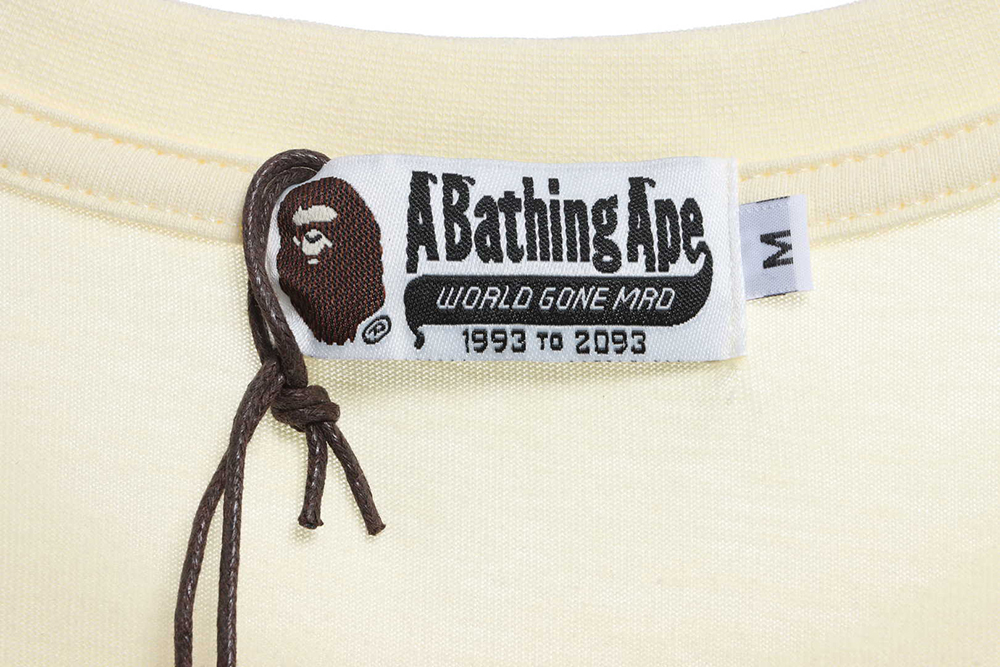 A Bathing Ape
WORLD GONE MAD
1993 TO 2093
M